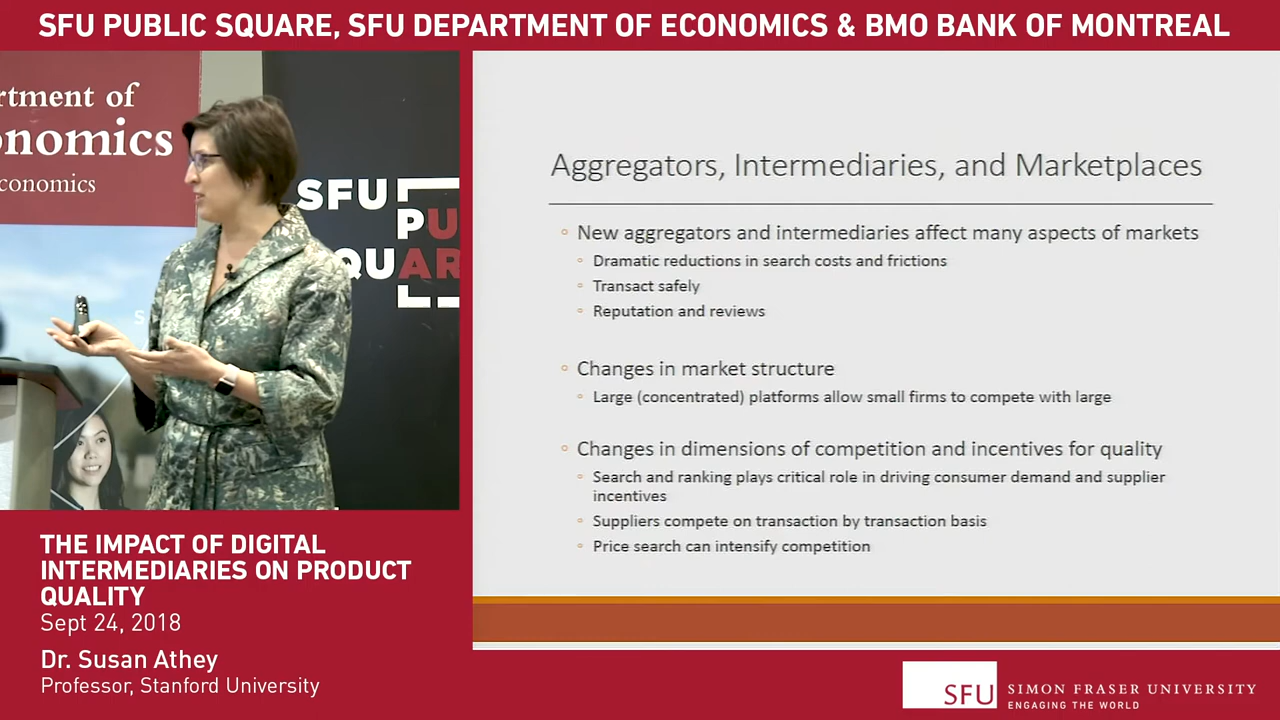 SFU PUBLIC SQUARE, SFU DEPARTMENT OF ECONOMICS & BMO BANK OF MONTREAL
rtment of
onomics
conomics
SFU
PU
QUAR
S
Aggregators, Intermediaries, and Marketplaces
◦ New aggregators and intermediaries affect many aspects of markets
◦ Dramatic reductions in search costs and frictions
◦ Transact safely
◦ Reputation and reviews
◦ Changes in market structure
◦ Large (concentrated) platforms allow small firms to compete with large
◦ Changes in dimensions of competition and incentives for quality
◦ Search and ranking plays critical role in driving consumer demand and supplier
incentives
◦ Suppliers compete on transaction by transaction basis
◦ Price search can intensify competition
THE IMPACT OF DIGITAL
INTERMEDIARIES ON PRODUCT
QUALITY
Sept 24, 2018
Dr. Susan Athey
Professor, Stanford University
SFU
SIMON FRASER UNIVERSITY
ENGAGING THE WORLD